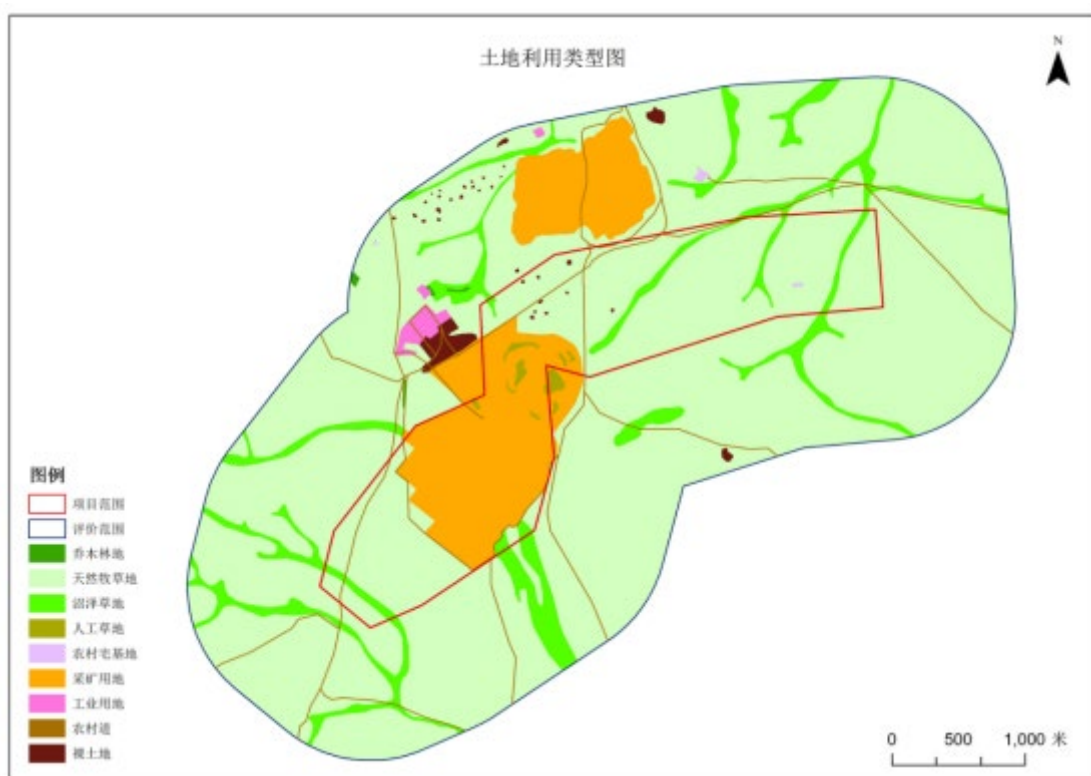 土地利用类型图
N
图例
项目范围
评价范围
乔木林地
天然牧草地
沼泽草地
人工草地
农村宅基地
采矿用地
工业用地
农村道
裸土地
0 500 1,000 米